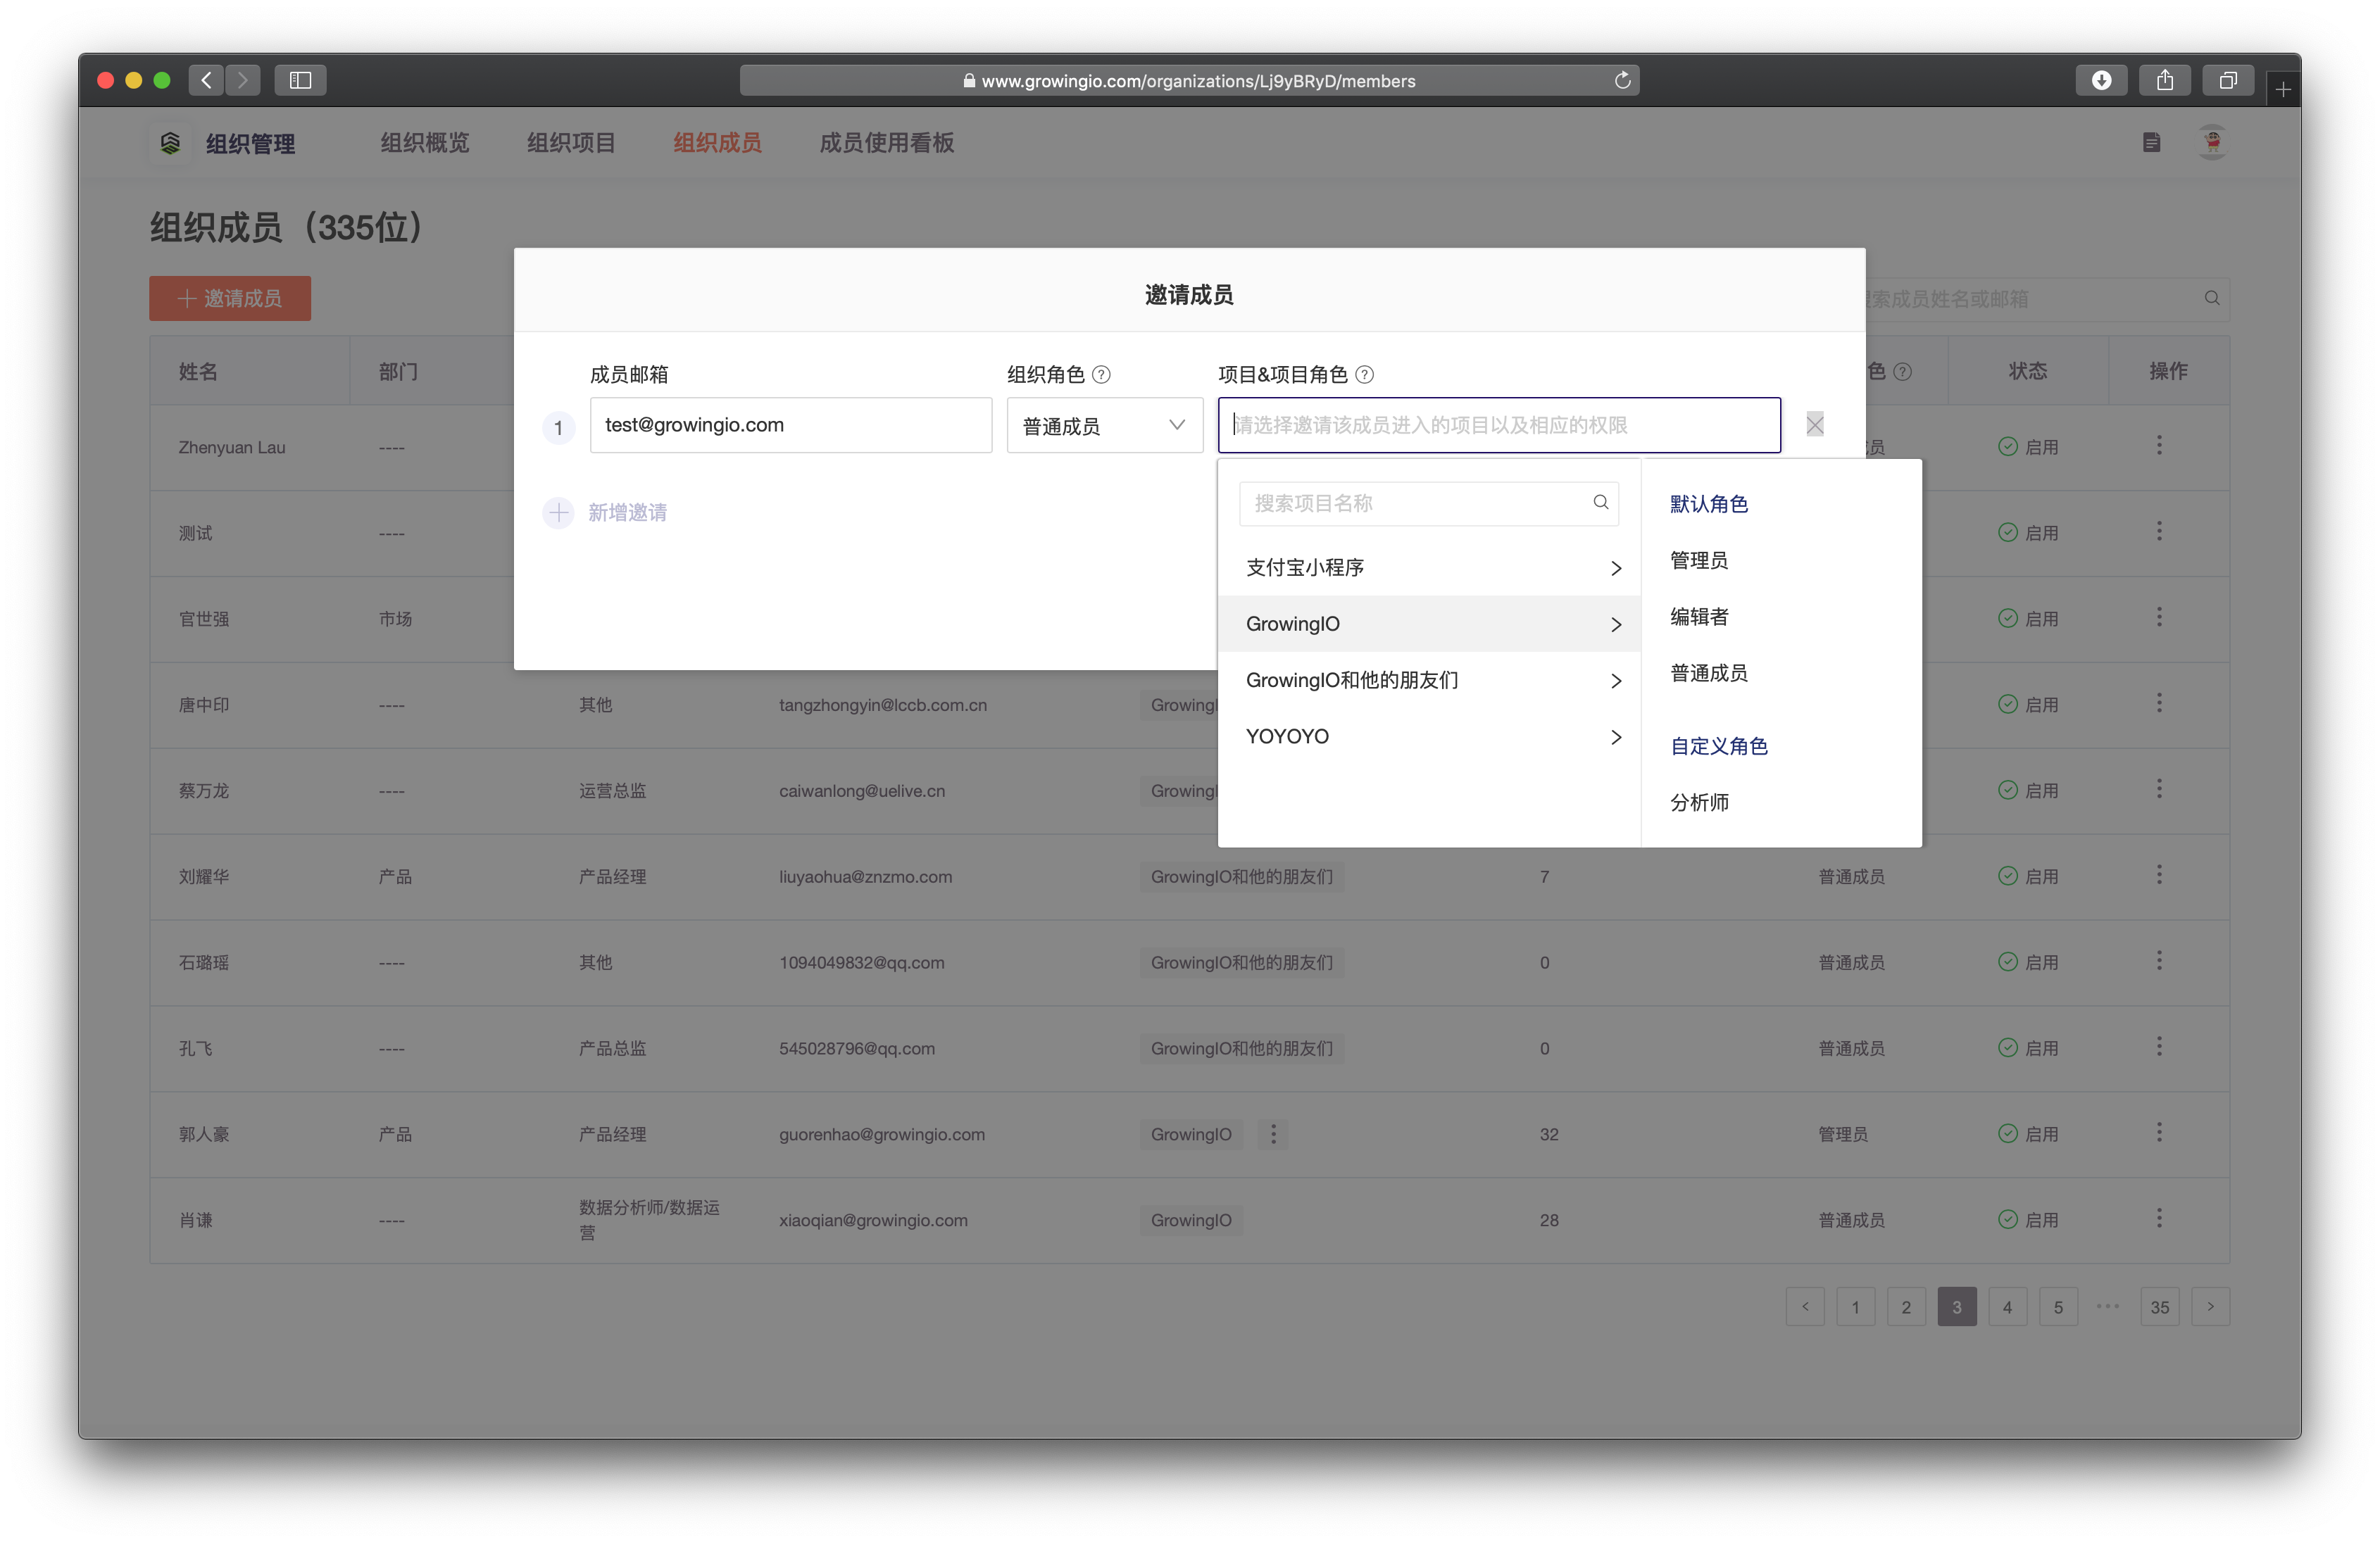 www.growingio.com/organizations/Lj9yBRyD/members
组织管理 组织概览 组织项目 组织成员 成员使用看板
组织成员（335位）
邀请成员
索成员姓名或邮箱
姓名 部门 色 状态 操作
邀请成员
成员邮箱 组织角色 项目&项目角色
1 test@growingio.com 普通成员 请选择邀请该成员进入的项目以及相应的权限
新增邀请
搜索项目名称
支付宝小程序
GrowingIO
GrowingIO和他的朋友们
YOYOYO
默认角色
管理员
编辑者
普通成员
自定义角色
分析师
Zhenyuan Lau ---- 员 启用
测试 ---- 启用
官世强 市场 启用
唐中印 ---- 其他 tangzhongyin@lccb.com.cn GrowingI 启用
蔡万龙 ---- 运营总监 caiwanlong@uelive.cn GrowingI 启用
刘耀华 产品 产品经理 liuyaohua@znzmo.com GrowingIO和他的朋友们 7 普通成员 启用
石璐瑶 ---- 其他 1094049832@qq.com GrowingIO和他的朋友们 0 普通成员 启用
孔飞 ---- 产品总监 545028796@qq.com GrowingIO和他的朋友们 0 普通成员 启用
郭人豪 产品 产品经理 guorenhao@growingio.com GrowingIO 32 管理员 启用
肖谦 ---- 数据分析师/数据运
营 xiaoqian@growingio.com GrowingIO 28 普通成员 启用
< 1 2 3 4 5 ••• 35 >